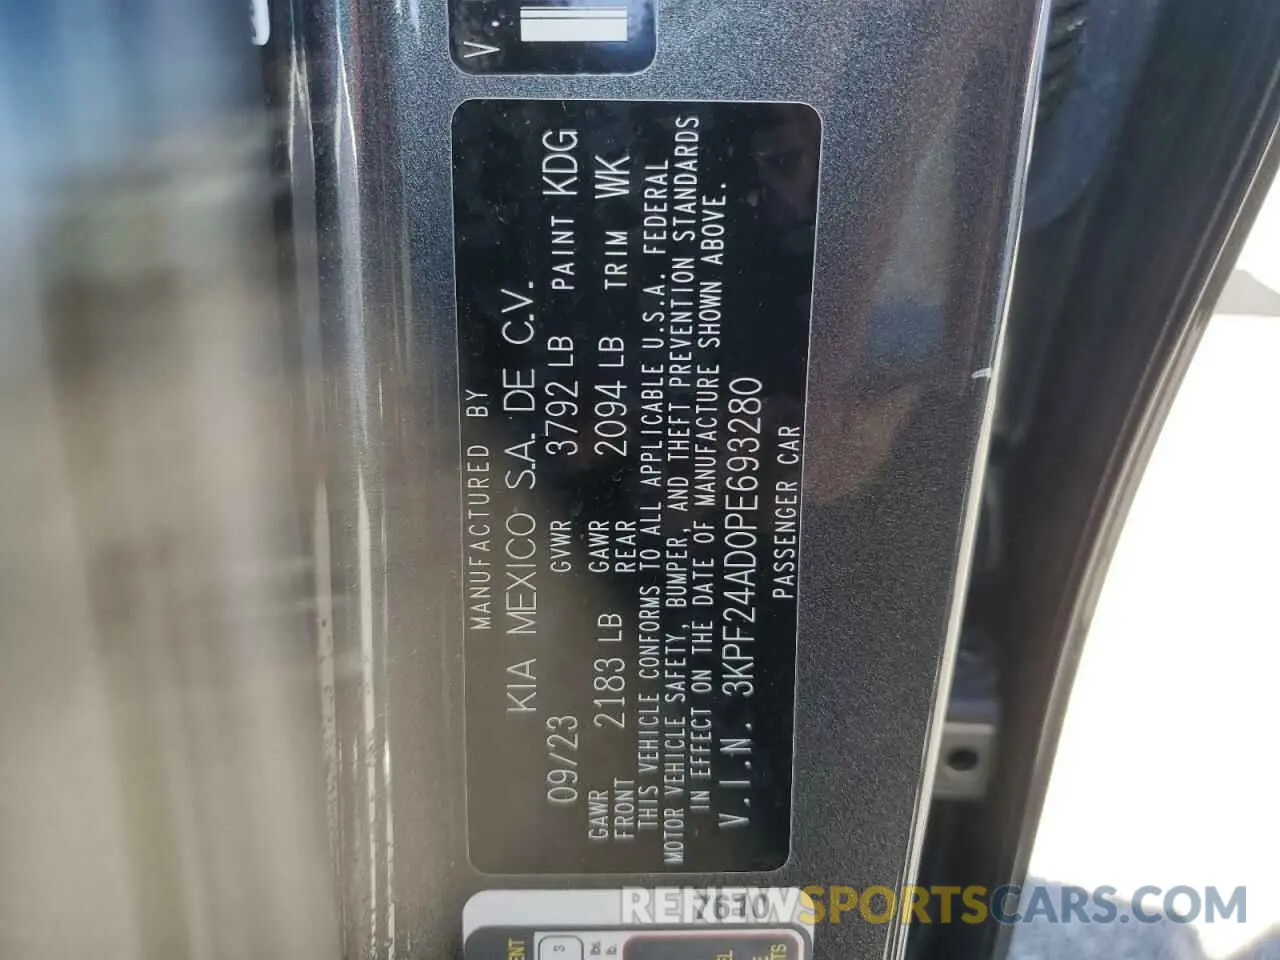 V.
MANUFACTURED BY
KIA MEXICO S.A. DE C.V.
09/23 GVWR 3792 LB PAINT KDG
GAWR FRONT 2183 LB GAWR REAR 2094 LB TRIM WK
THIS VEHICLE CONFORMS TO ALL APPLICABLE U.S.A. FEDERAL
MOTOR VEHICLE SAFETY, BUMPER, AND THEFT PREVENTION STANDARDS
IN EFFECT ON THE DATE OF MANUFACTURE SHOWN ABOVE.
V.I.N. 3KPF24AD0PE693280
PASSENGER CAR
RENEWSPORTSCARS.COM